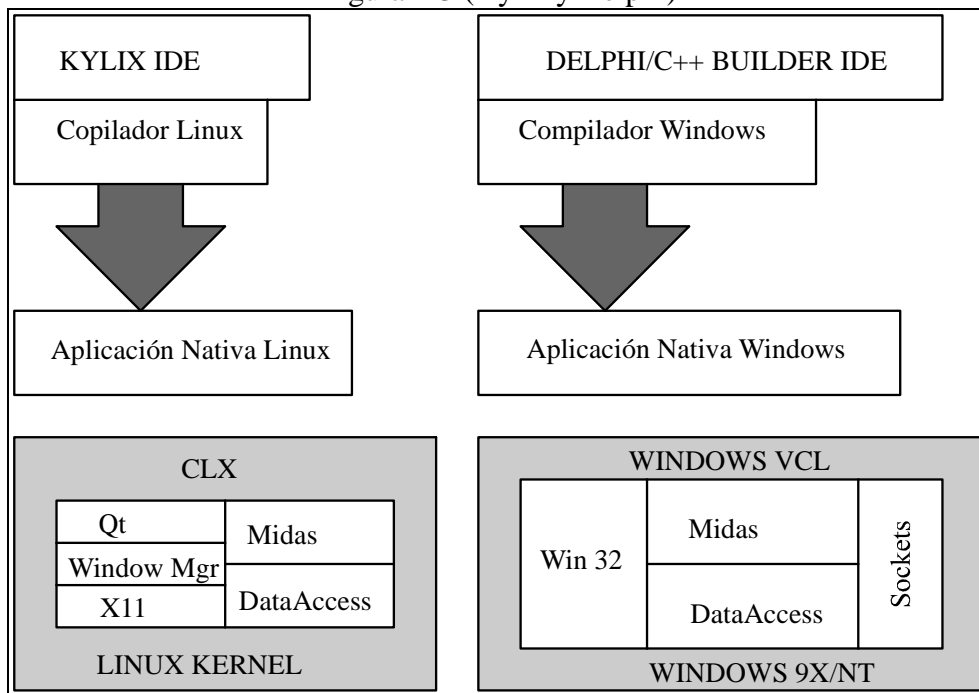 KYLIX IDE
Copilador Linux
Aplicación Nativa Linux
CLX
Qt
Window Mgr
X11
Midas
DataAccess
LINUX KERNEL
DELPHI/C++ BUILDER IDE
Compilador Windows
Aplicación Nativa Windows
WINDOWS VCL
Win 32
Midas
DataAccess
Sockets
WINDOWS 9X/NT